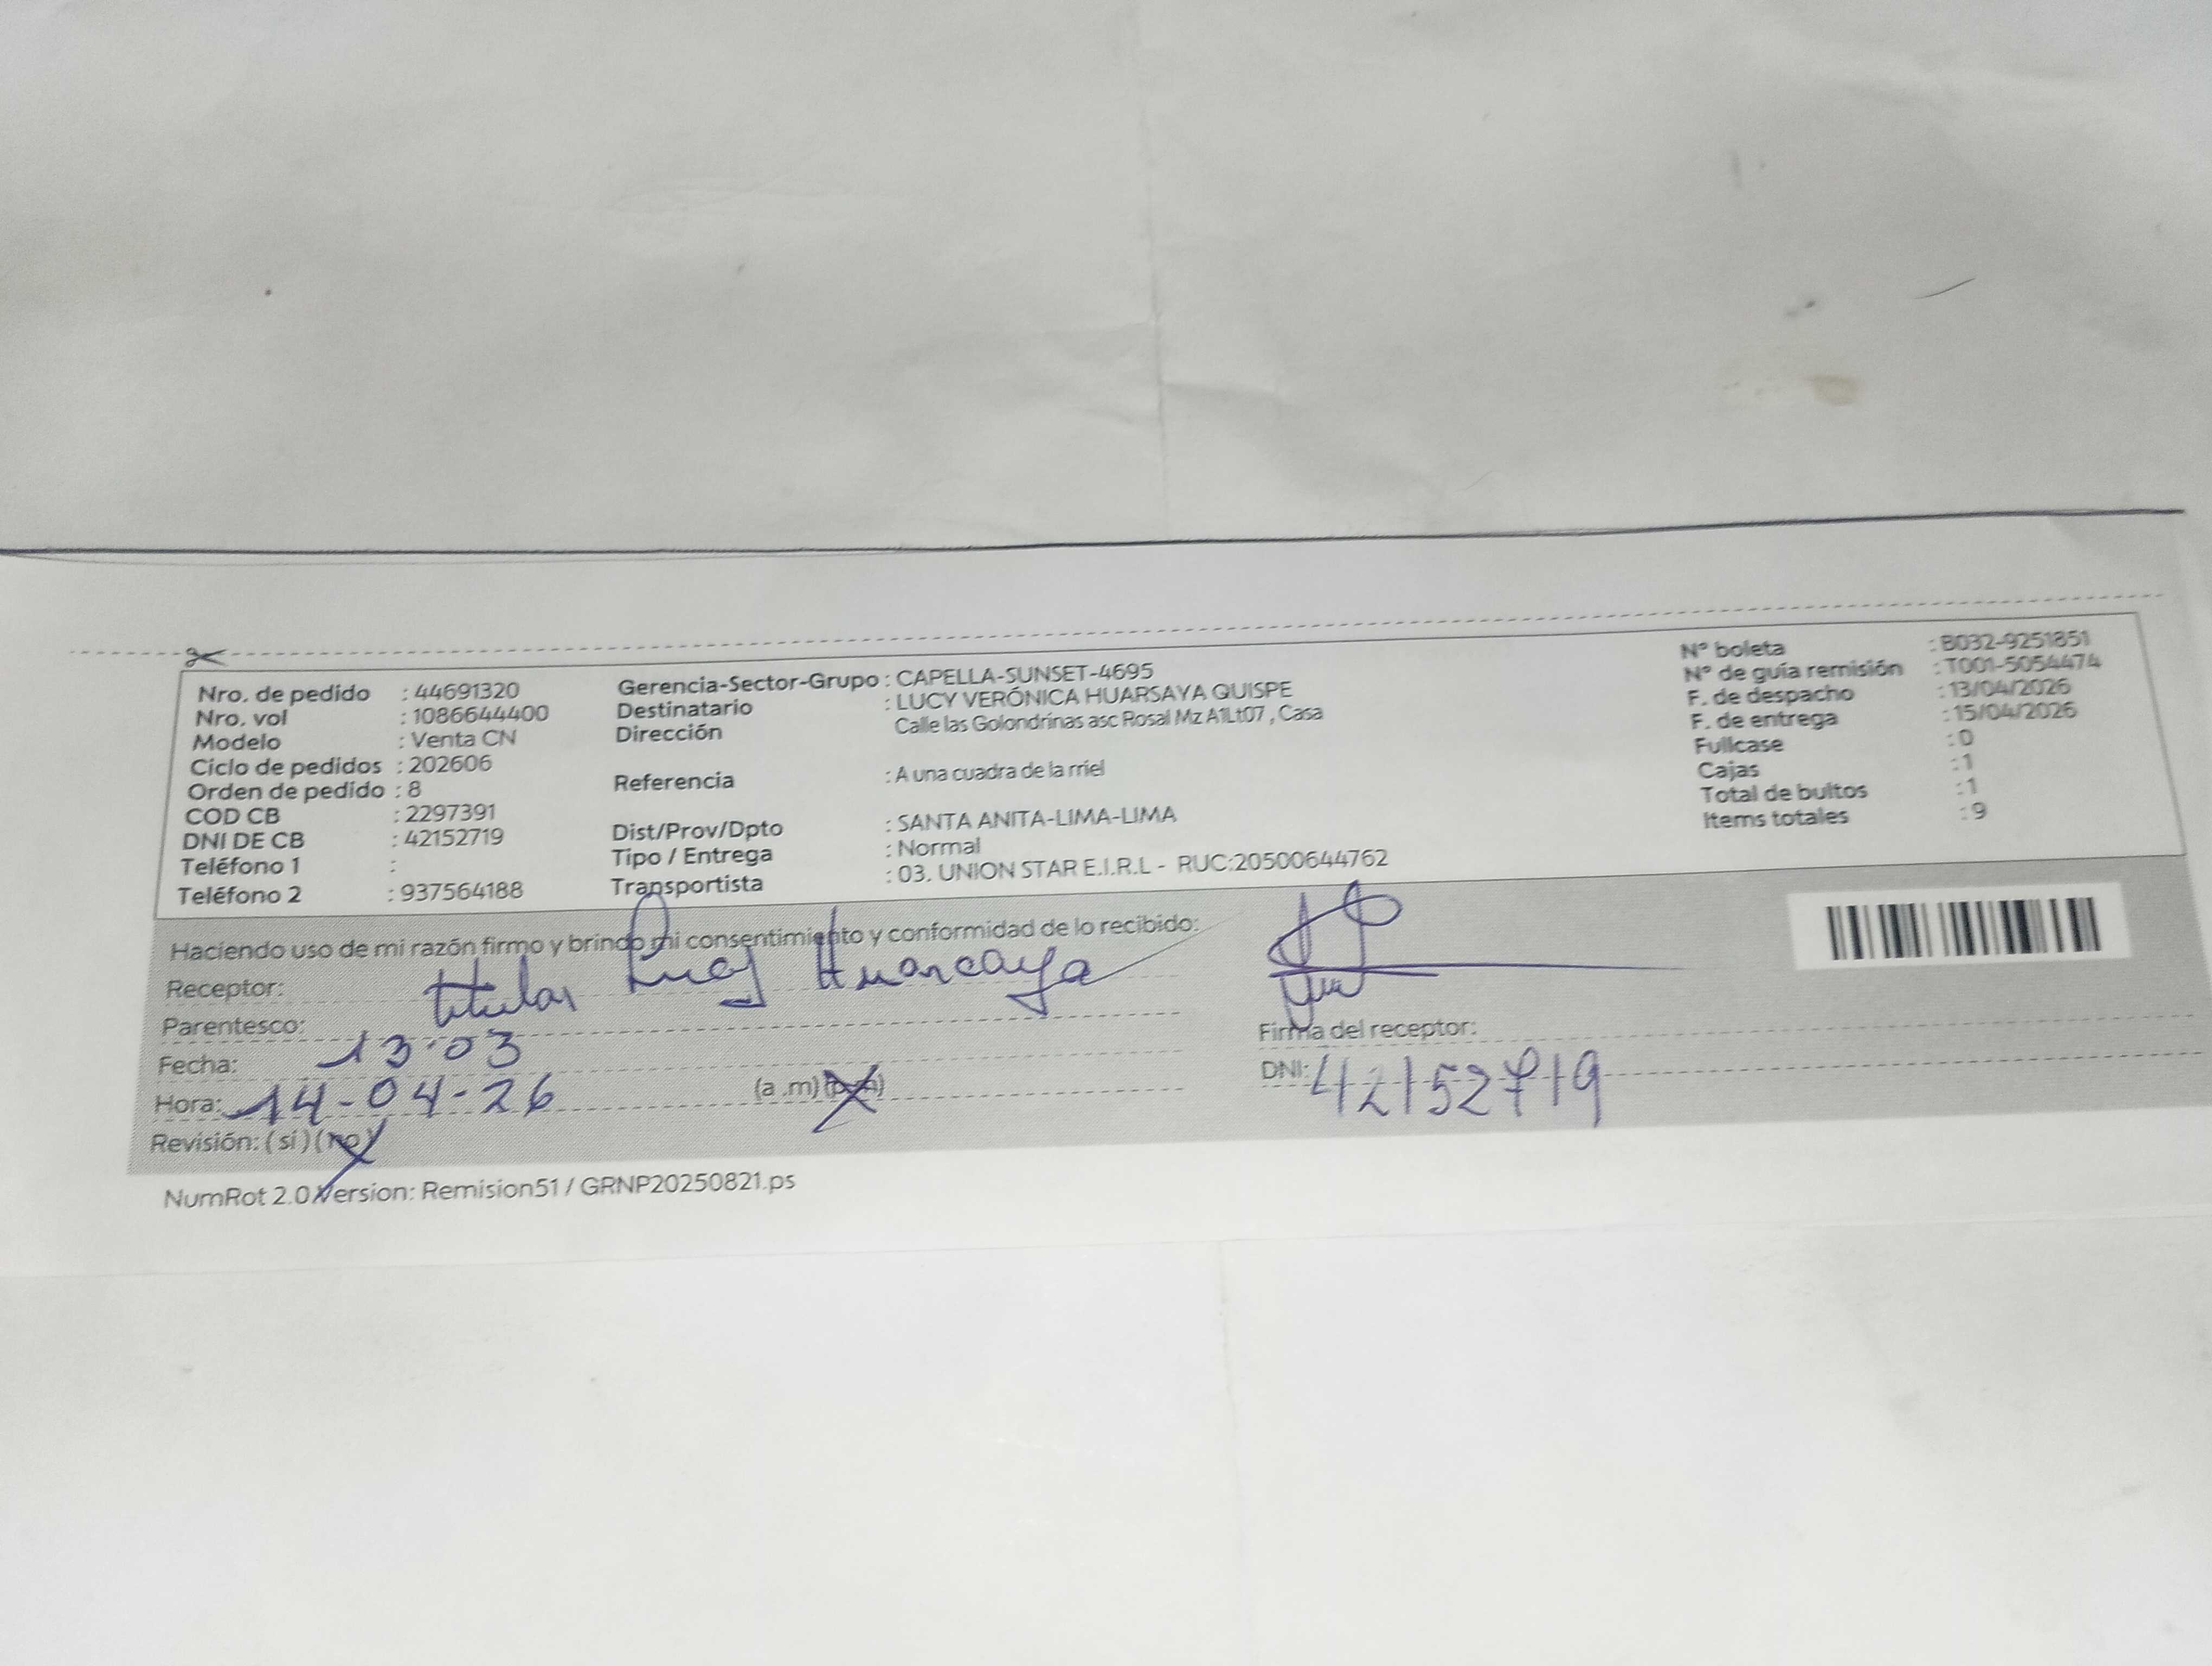 Nro. de pedido : 44691320
Nro. vol : 1086644400
Modelo : Venta CN
Ciclo de pedidos : 202606
Orden de pedido : 8
COD CB : 2297391
DNI DE CB : 42152719
Teléfono 1 :
Teléfono 2 : 937564188
Gerencia-Sector-Grupo : CAPELLA-SUNSET-4695
Destinatario : LUCY VERÓNICA HUARSAYA QUISPE
Dirección Calle las Golondrinas asc Rosal Mz A1Lt07 , Casa
Referencia : A una cuadra de la rriel
Dist/Prov/Dpto : SANTA ANITA-LIMA-LIMA
Tipo / Entrega : Normal
Transportista : 03. UNION STAR E.I.R.L - RUC:20500644762
N° boleta : B032-9251851
N° de guía remisión : T001-5054474
F. de despacho : 13/04/2026
F. de entrega : 15/04/2026
Fullcase : 0
Cajas : 1
Total de bultos : 1
Items totales : 9
Haciendo uso de mi razón firmo y brindo mi consentimiento y conformidad de lo recibido:
Receptor: titular Lucy Huarcaya
Parentesco:
Fecha: 13:03
Hora: 14-04-26 (a .m) (p.m)
Revisión: ( sí ) ( no )
Firma del receptor:
DNI: 42152719
NumRot 2.0 Version: Remision51 / GRNP20250821.ps